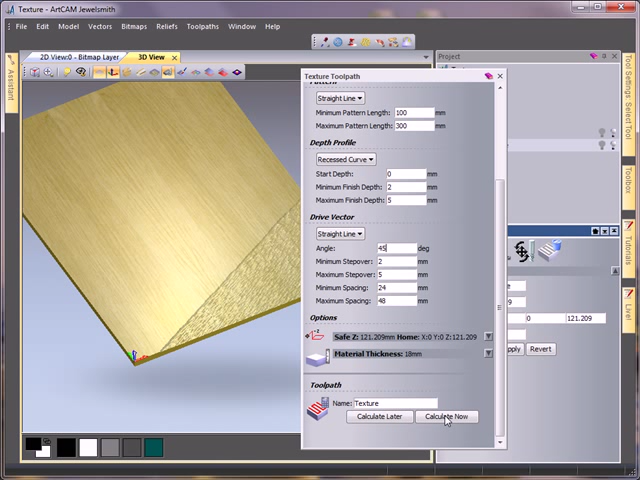 Texture - ArtCAM Jewelsmith
File Edit Model Vectors Bitmaps Reliefs Toolpaths Window Help
2D View:0 - Bitmap Layer 3D View
Project
Assistant
Texture Toolpath
Straight Line
Minimum Pattern Length: 100 mm
Maximum Pattern Length: 300 mm
Depth Profile
Recessed Curve
Start Depth: 0 mm
Minimum Finish Depth: 2 mm
Maximum Finish Depth: 5 mm
Drive Vector
Straight Line
Angle: 45 deg
Minimum Stepover: 2 mm
Maximum Stepover: 5 mm
Minimum Spacing: 24 mm
Maximum Spacing: 48 mm
Options
Safe Z: 121.209mm Home: X:0 Y:0 Z:121.209
Material Thickness: 18mm
Toolpath
Name: Texture
Calculate Later Calculate Now
0 121.209
Revert
Tool Settings: Select Tool
Toolbox
Tutorials
Live!